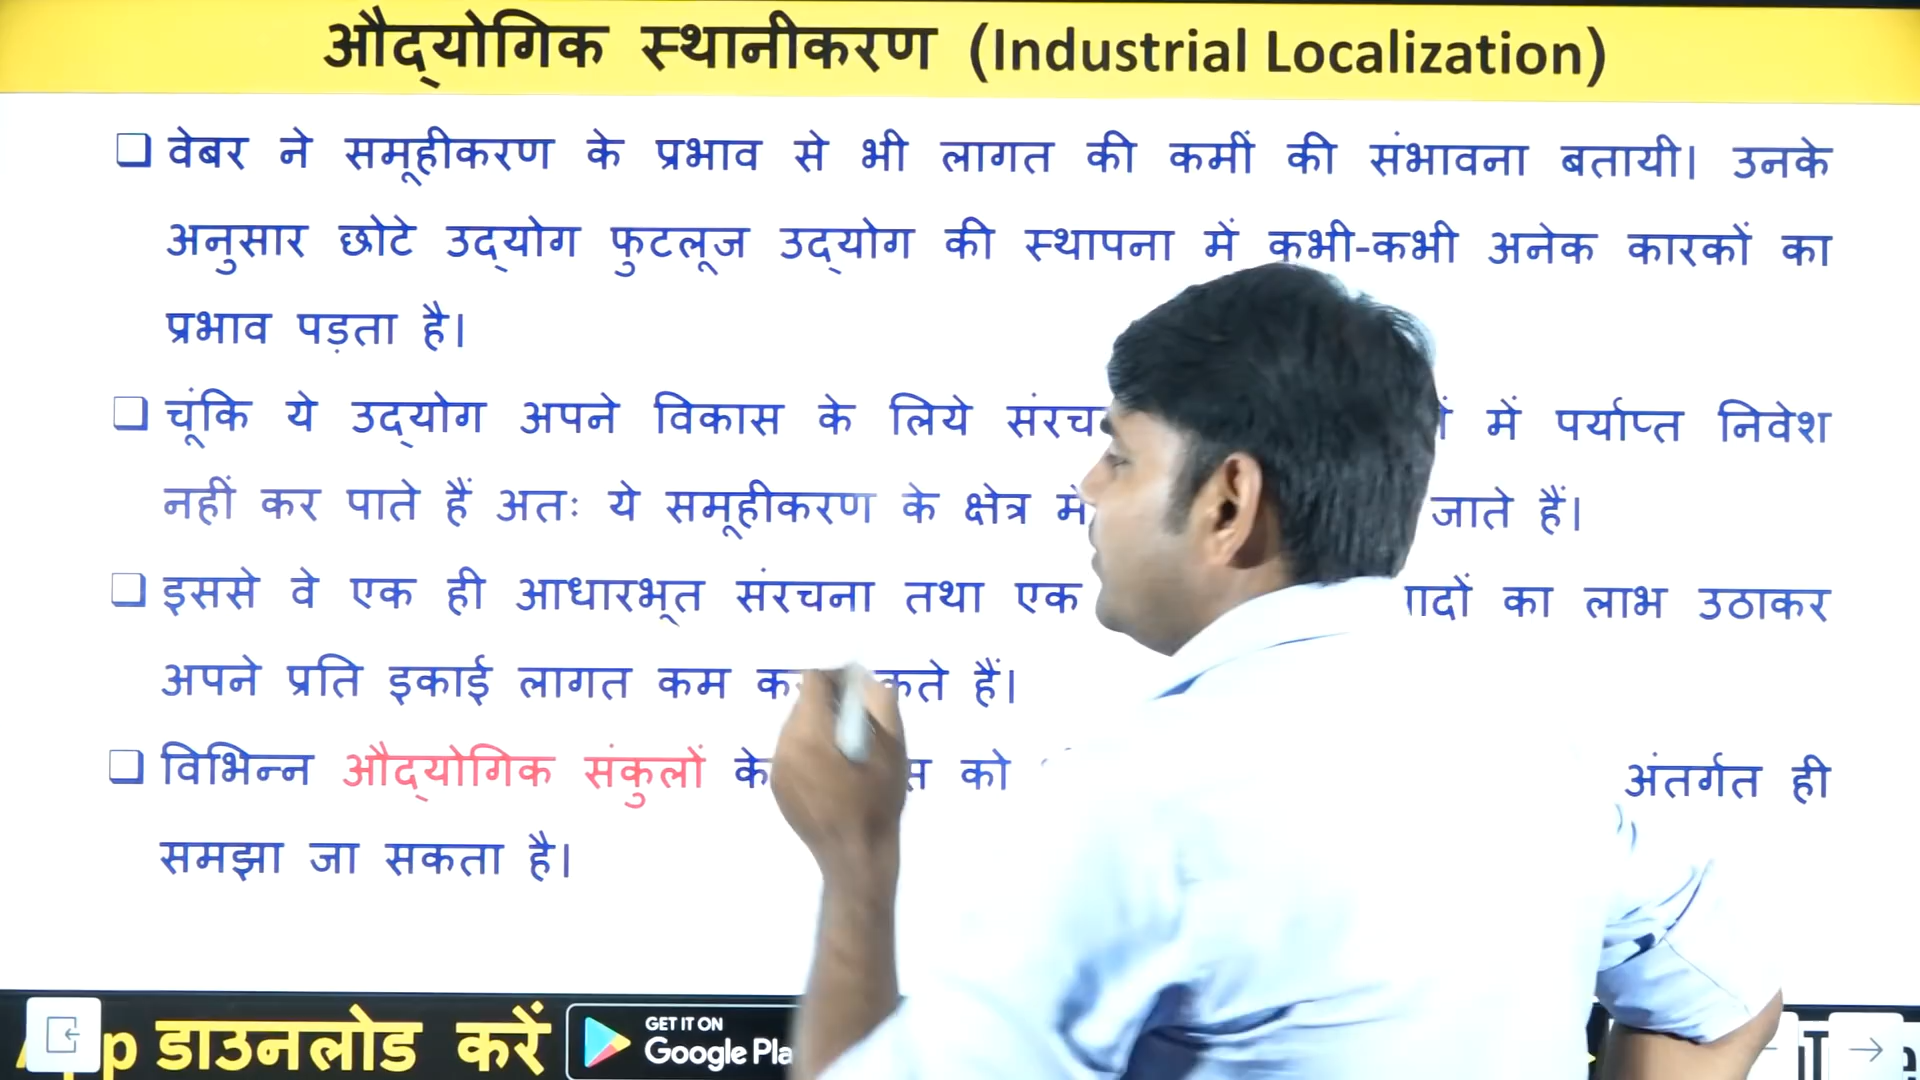 औद्योगिक स्थानीकरण (Industrial Localization)
❑ वेबर ने समूहीकरण के प्रभाव से भी लागत की कमीं की संभावना बतायी। उनके
अनुसार छोटे उद्योग फुटलूज उद्योग की स्थापना में कभी-कभी अनेक कारकों का
प्रभाव पड़ता है।
❑ चूंकि ये उद्योग अपने विकास के लिये में पर्याप्त निवेश
नहीं कर पाते हैं अतः ये समूहीकरण के क्षेत्र में जाते हैं।
❑ इससे वे एक ही आधारभूत संरचना तथा एक का लाभ उठाकर
अपने प्रति इकाई लागत कम हैं।
❑ विभिन्न औद्योगिक संकुलों के को अंतर्गत ही
समझा जा सकता है।
डाउनलोड करें
GET IT ON
Google